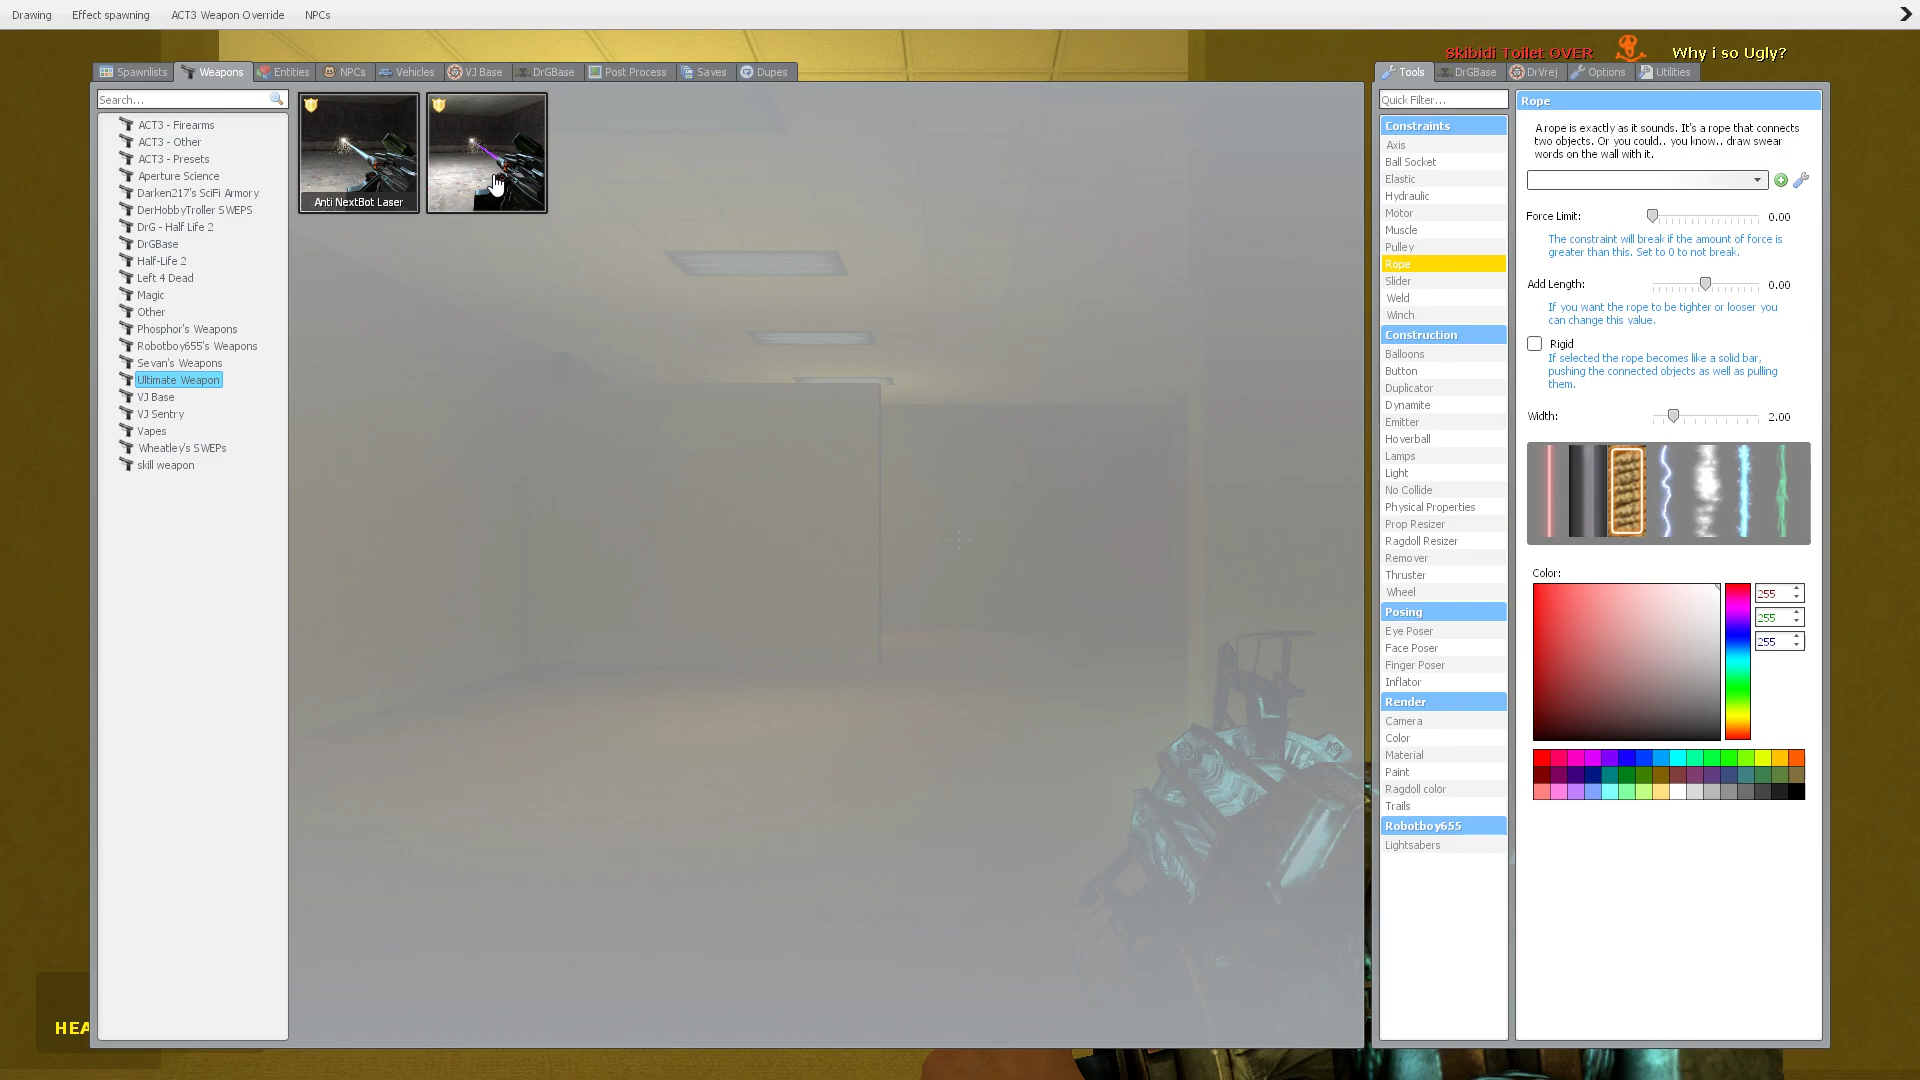 Drawing Effect spawning ACT3 Weapon Override NPCs
Skibidi Toilet OVER Why i so Ugly?
Spawnlists Weapons Entities NPCs Vehicles VJ Base DrGBase Post Process Saves Dupes
Tools DrGBase DrVrej Options Utilities
Search...
ACT3 - Firearms
ACT3 - Other
ACT3 - Presets
Aperture Science
Darken217's SciFi Armory
DerHobbyTroller SWEPS
DrG - Half Life 2
DrGBase
Half-Life 2
Left 4 Dead
Magic
Other
Phosphor's Weapons
Robotboy655's Weapons
Sevan's Weapons
Ultimate Weapon
VJ Base
VJ Sentry
Vapes
Wheatley's SWEPs
skill weapon
Anti NextBot Laser
HEA
Quick Filter...
Constraints
Axis
Ball Socket
Elastic
Hydraulic
Motor
Muscle
Pulley
Rope
Slider
Weld
Winch
Construction
Balloons
Button
Duplicator
Dynamite
Emitter
Hoverball
Lamps
Light
No Collide
Physical Properties
Prop Resizer
Ragdoll Resizer
Remover
Thruster
Wheel
Posing
Eye Poser
Face Poser
Finger Poser
Inflator
Render
Camera
Color
Material
Paint
Ragdoll color
Trails
Robotboy655
Lightsabers
Rope
A rope is exactly as it sounds. It's a rope that connects
two objects. Or you could.. you know.. draw swear
words on the wall with it.
Force Limit: 0.00
The constraint will break if the amount of force is
greater than this. Set to 0 to not break.
Add Length: 0.00
If you want the rope to be tighter or looser you
can change this value.
Rigid
If selected the rope becomes like a solid bar,
pushing the connected objects as well as pulling
them.
Width: 2.00
Color:
255
255
255